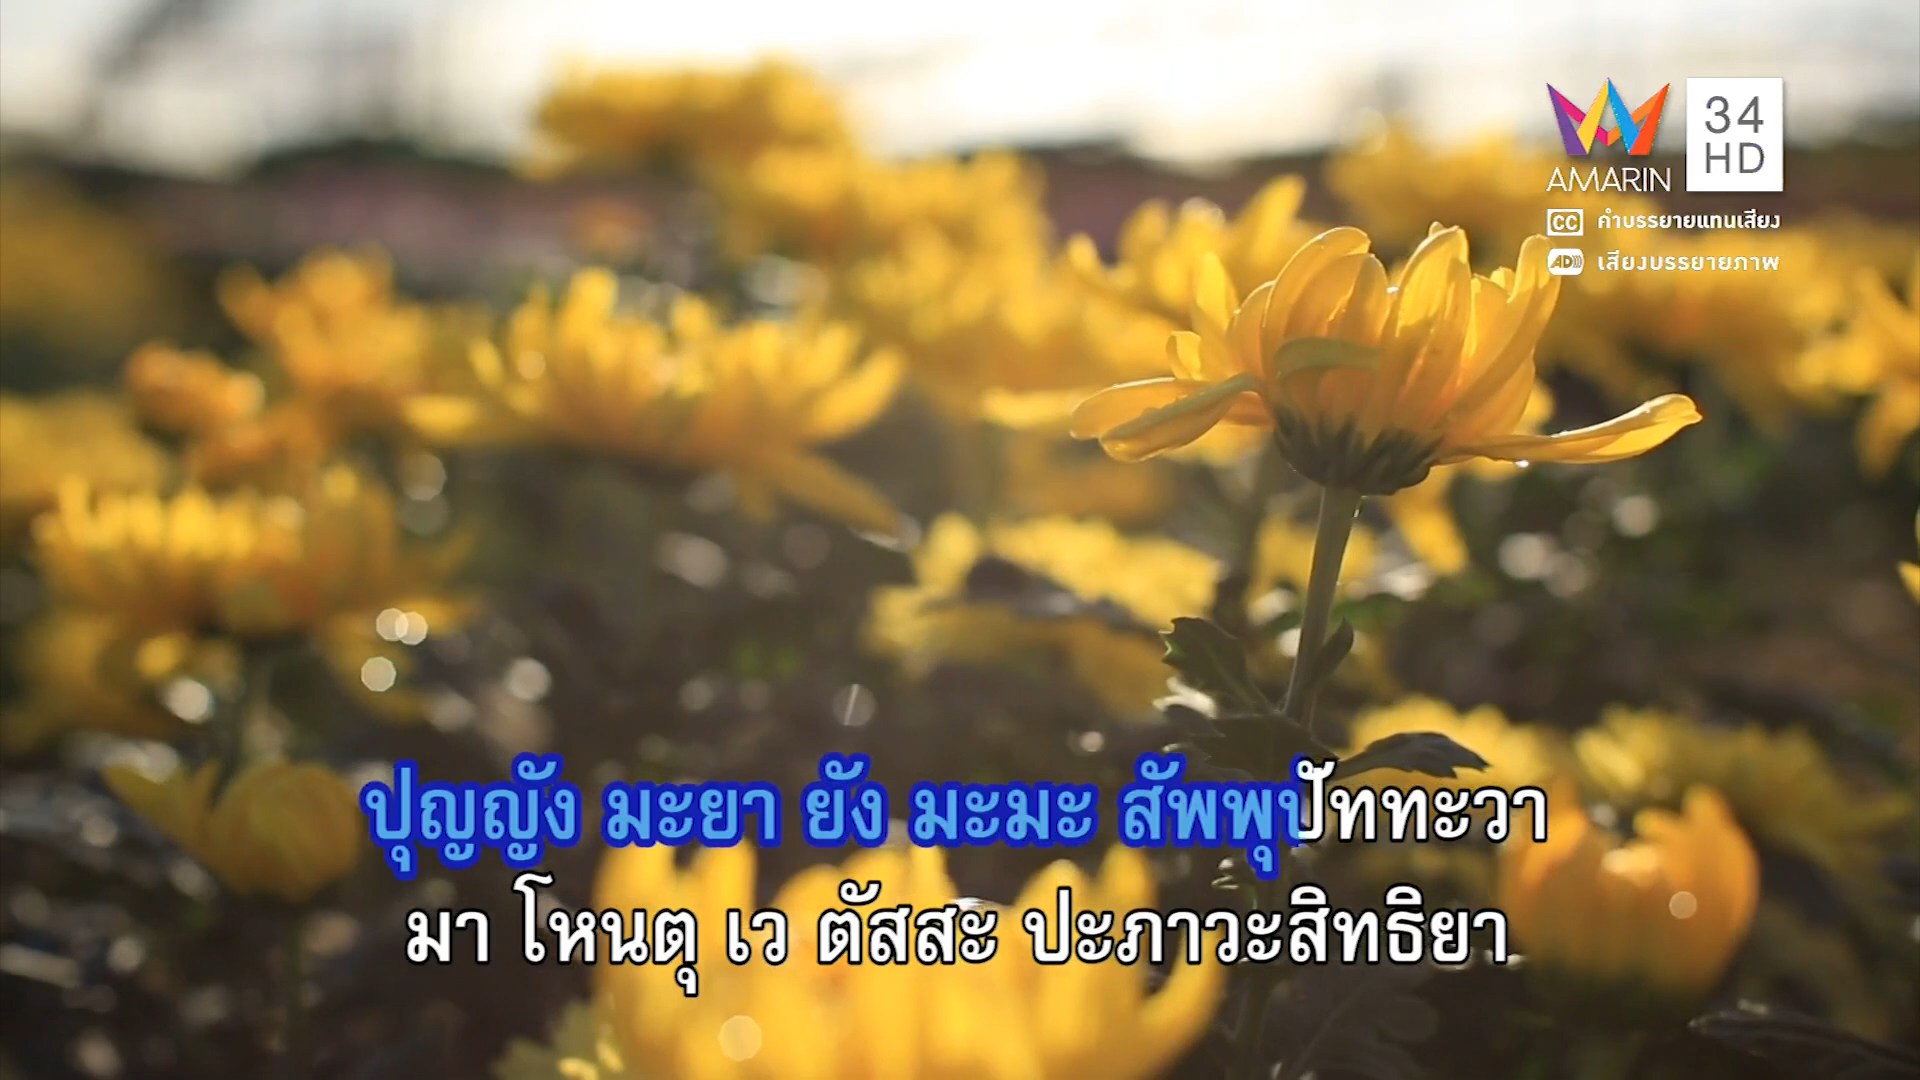 AMARIN
34
HD
CC คำบรรยายแทนเสียง
AD เสียงบรรยายภาพ
ปุญญัง มะยา ยัง มะมะ สัพพุปัททะวา
มา โหนตุ เว ตัสสะ ปะภาวะสิทธิยา